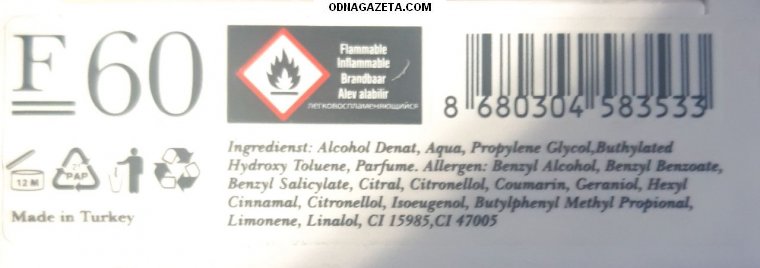 ODNAGAZETA.COM
F 60
Flammable
Inflammable
Brandbaar
Alev alabilir
легковоспламеняющийся
8 680304 583533
Ingredienst: Alcohol Denat, Aqua, Propylene Glycol,Buthylated
Hydroxy Toluene, Parfume. Allergen: Benzyl Alcohol, Benzyl Benzoate,
Benzyl Salicylate, Citral, Citronellol, Coumarin, Geraniol, Hexyl
Cinnamal, Citronellol, Isoeugenol, Butylphenyl Methyl Propional,
Limonene, Linalol, CI 15985,CI 47005
12 M
PAP
Made in Turkey